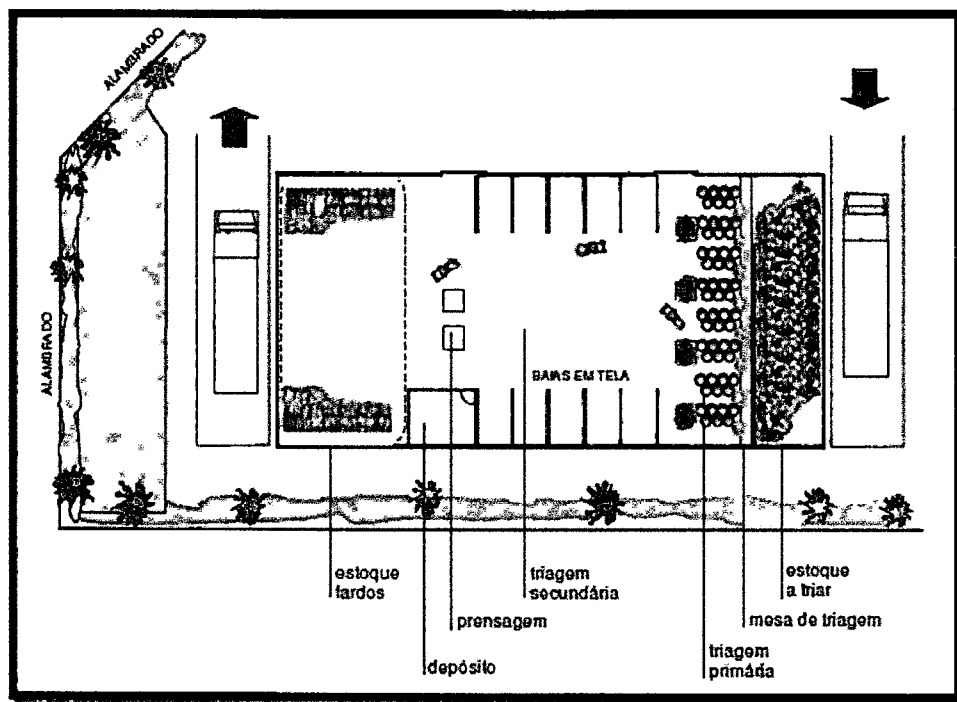 ALAMBRADO
ALAMBRADO
BAIAS EM TELA
estoque
fardos
triagem
secundária
estoque
a triar
prensagem
mesa de triagem
depósito
triagem
primária